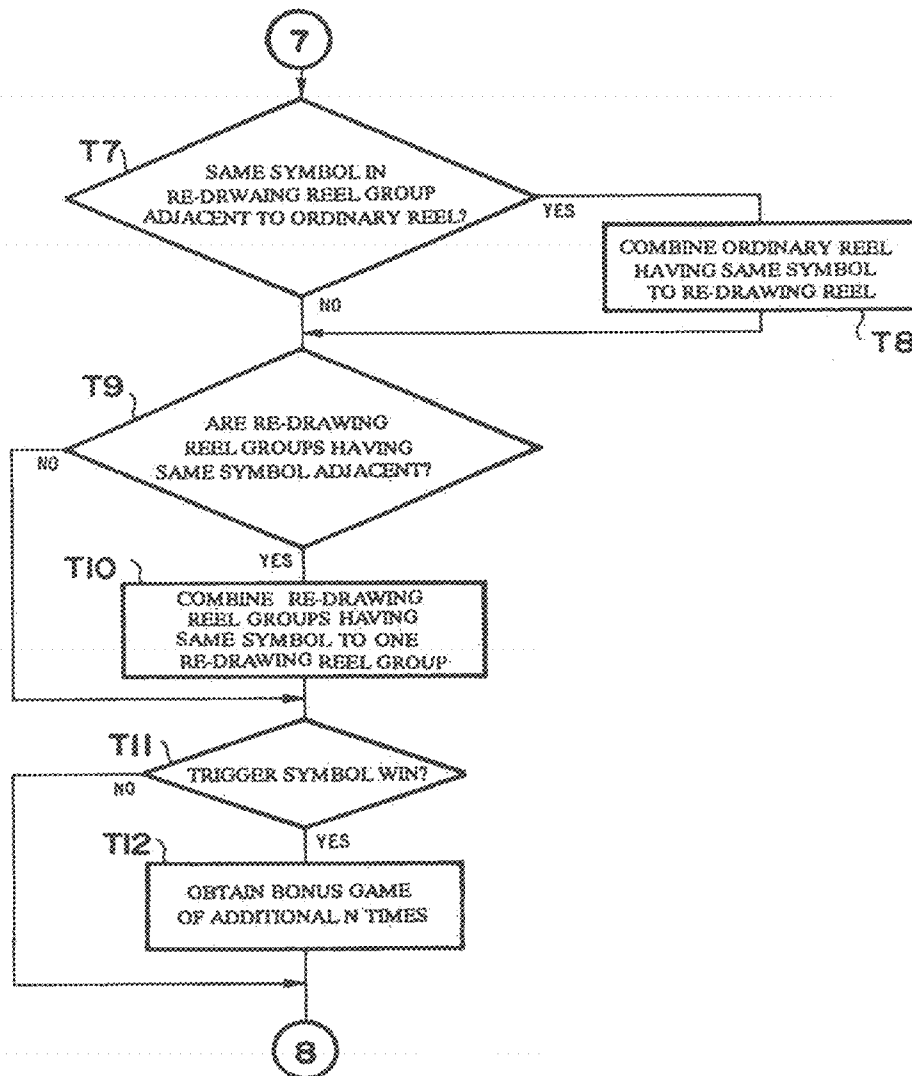 7
T7
SAME SYMBOL IN
RE-DRWAING REEL GROUP
ADJACENT TO ORDINARY REEL?
YES
COMBINE ORDINARY REEL
HAVING SAME SYMBOL
TO RE-DRAWING REEL
T8
NO
T9
ARE RE-DRAWING
REEL GROUPS HAVING
SAME SYMBOL ADJACENT?
NO
YES
T10
COMBINE RE-DRAWING
REEL GROUPS HAVING
SAME SYMBOL TO ONE
RE-DRAWING REEL GROUP
T11
TRIGGER SYMBOL WIN?
NO
YES
T12
OBTAIN BONUS GAME
OF ADDITIONAL N TIMES
8